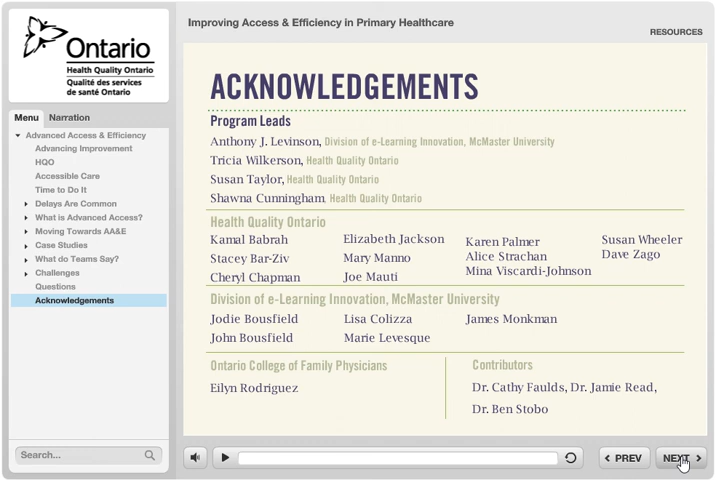 Improving Access & Efficiency in Primary Healthcare
RESOURCES
Ontario
Health Quality Ontario
Qualité des services
de santé Ontario
Menu Narration
Advanced Access & Efficiency
Advancing Improvement
HQO
Accessible Care
Time to Do It
Delays Are Common
What is Advanced Access?
Moving Towards AA&E
Case Studies
What do Teams Say?
Challenges
Questions
Acknowledgements
Search...
ACKNOWLEDGEMENTS
Program Leads
Anthony J. Levinson, Division of e-Learning Innovation, McMaster University
Tricia Wilkerson, Health Quality Ontario
Susan Taylor, Health Quality Ontario
Shawna Cunningham, Health Quality Ontario
Health Quality Ontario
Kamal Babrah
Stacey Bar-Ziv
Cheryl Chapman
Elizabeth Jackson
Mary Manno
Joe Mauti
Karen Palmer
Alice Strachan
Mina Viscardi-Johnson
Susan Wheeler
Dave Zago
Division of e-Learning Innovation, McMaster University
Jodie Bousfield
John Bousfield
Lisa Colizza
Marie Levesque
James Monkman
Ontario College of Family Physicians
Eilyn Rodriguez
Contributors
Dr. Cathy Faulds, Dr. Jamie Read,
Dr. Ben Stobo
PREV
NEXT